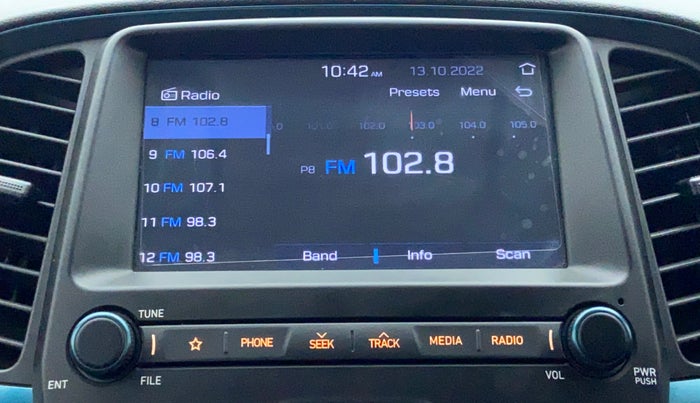 10:42 AM 13.10.2022
Radio Presets Menu
8 FM 102.8
102.0 103.0 104.0 105.0
9 FM 106.4
P8 FM 102.8
10 FM 107.1
11 FM 98.3
12 FM 98.3
Band Info Scan
TUNE
PHONE SEEK TRACK MEDIA RADIO
ENT FILE VOL PWR
PUSH